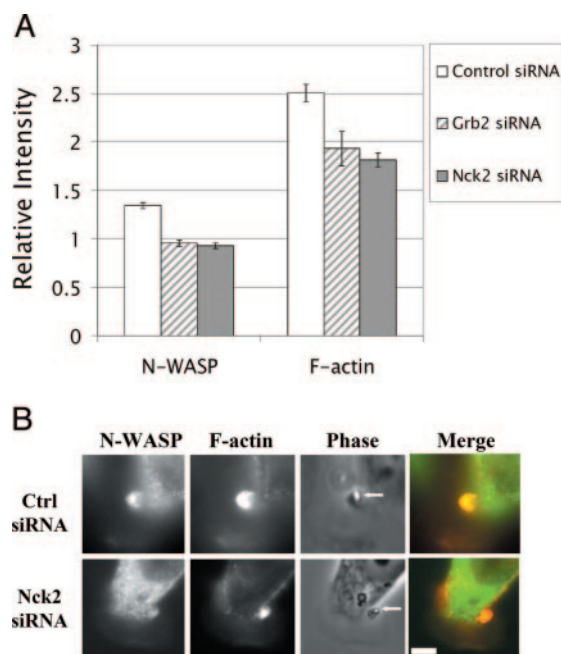 A
3
2.5
2
1.5
1
0.5
0
Relative Intensity
N-WASP
F-actin
Control siRNA
Grb2 siRNA
Nck2 siRNA
B
N-WASP F-actin Phase Merge
Ctrl
siRNA
Nck2
siRNA